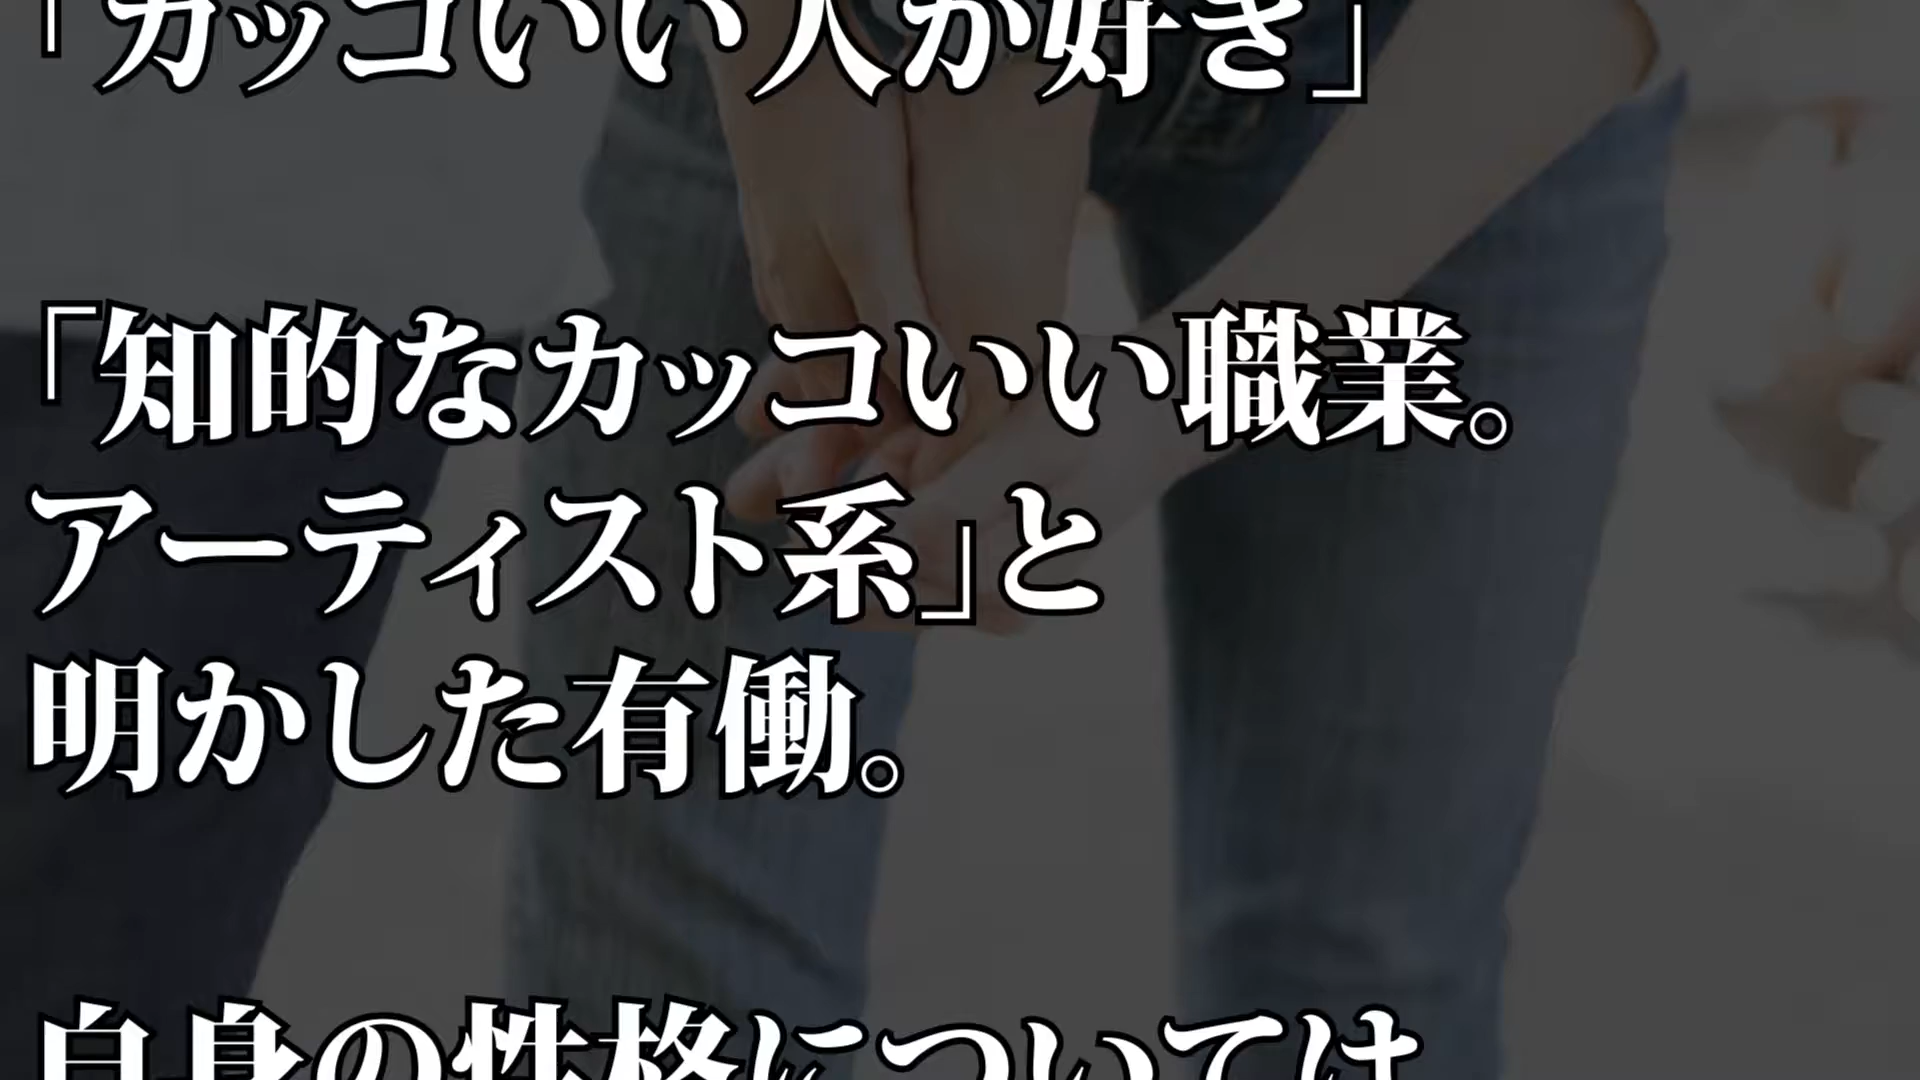 「カッコいい人が好き」
「知的なカッコいい職業。
アーティスト系」と
明かした有働。
自身の性格については